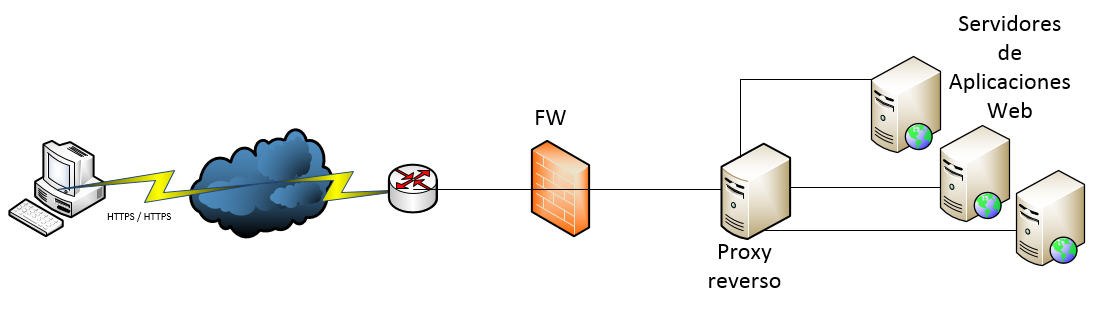 Servidores
de
Aplicaciones
Web
FW
HTTPS / HTTPS
Proxy
reverso